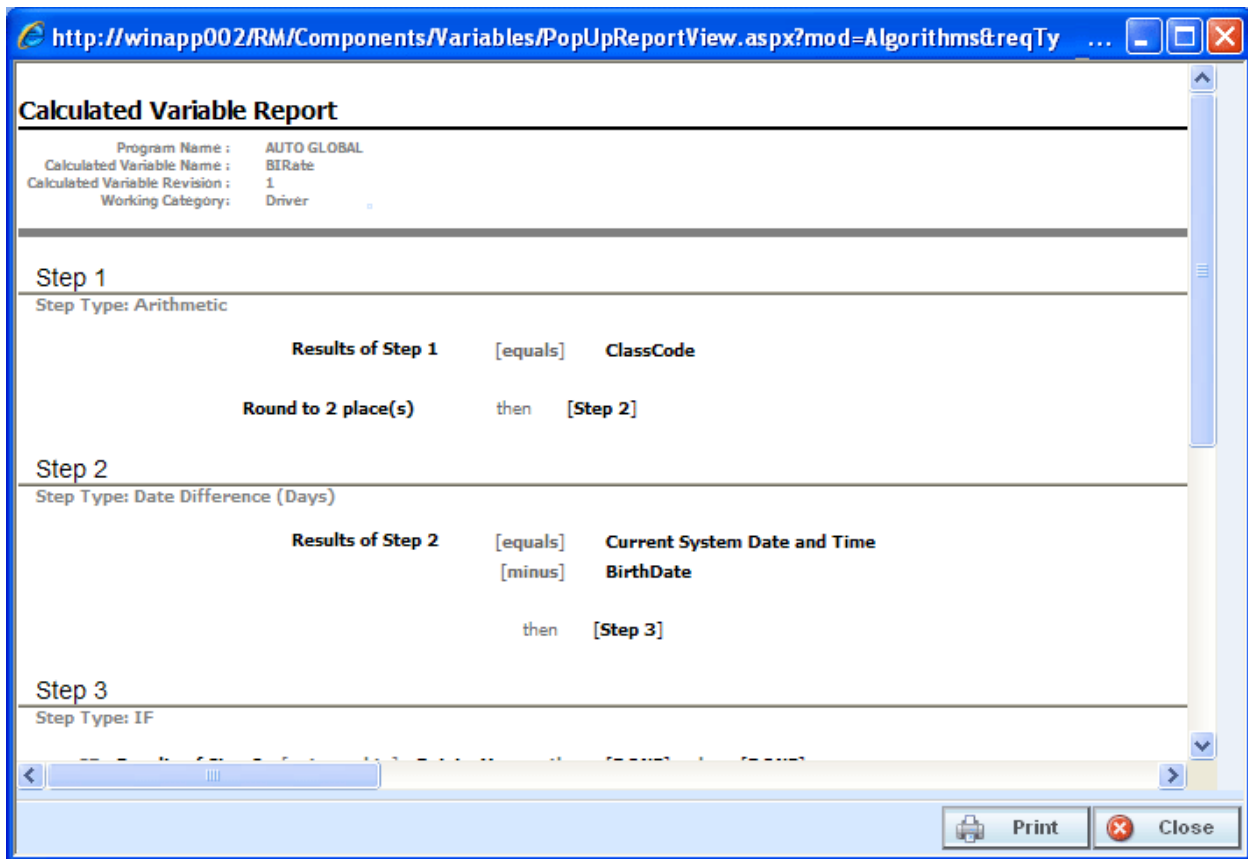 http://winapp002/RM/Components/Variables/PopUpReportView.aspx?mod=Algorithms&reqTy ...
Calculated Variable Report
Program Name : AUTO GLOBAL
Calculated Variable Name : BIRate
Calculated Variable Revision : 1
Working Category: Driver
Step 1
Step Type: Arithmetic
Results of Step 1 [equals] ClassCode
Round to 2 place(s) then [Step 2]
Step 2
Step Type: Date Difference (Days)
Results of Step 2 [equals] Current System Date and Time
[minus] BirthDate
then [Step 3]
Step 3
Step Type: IF
Print Close